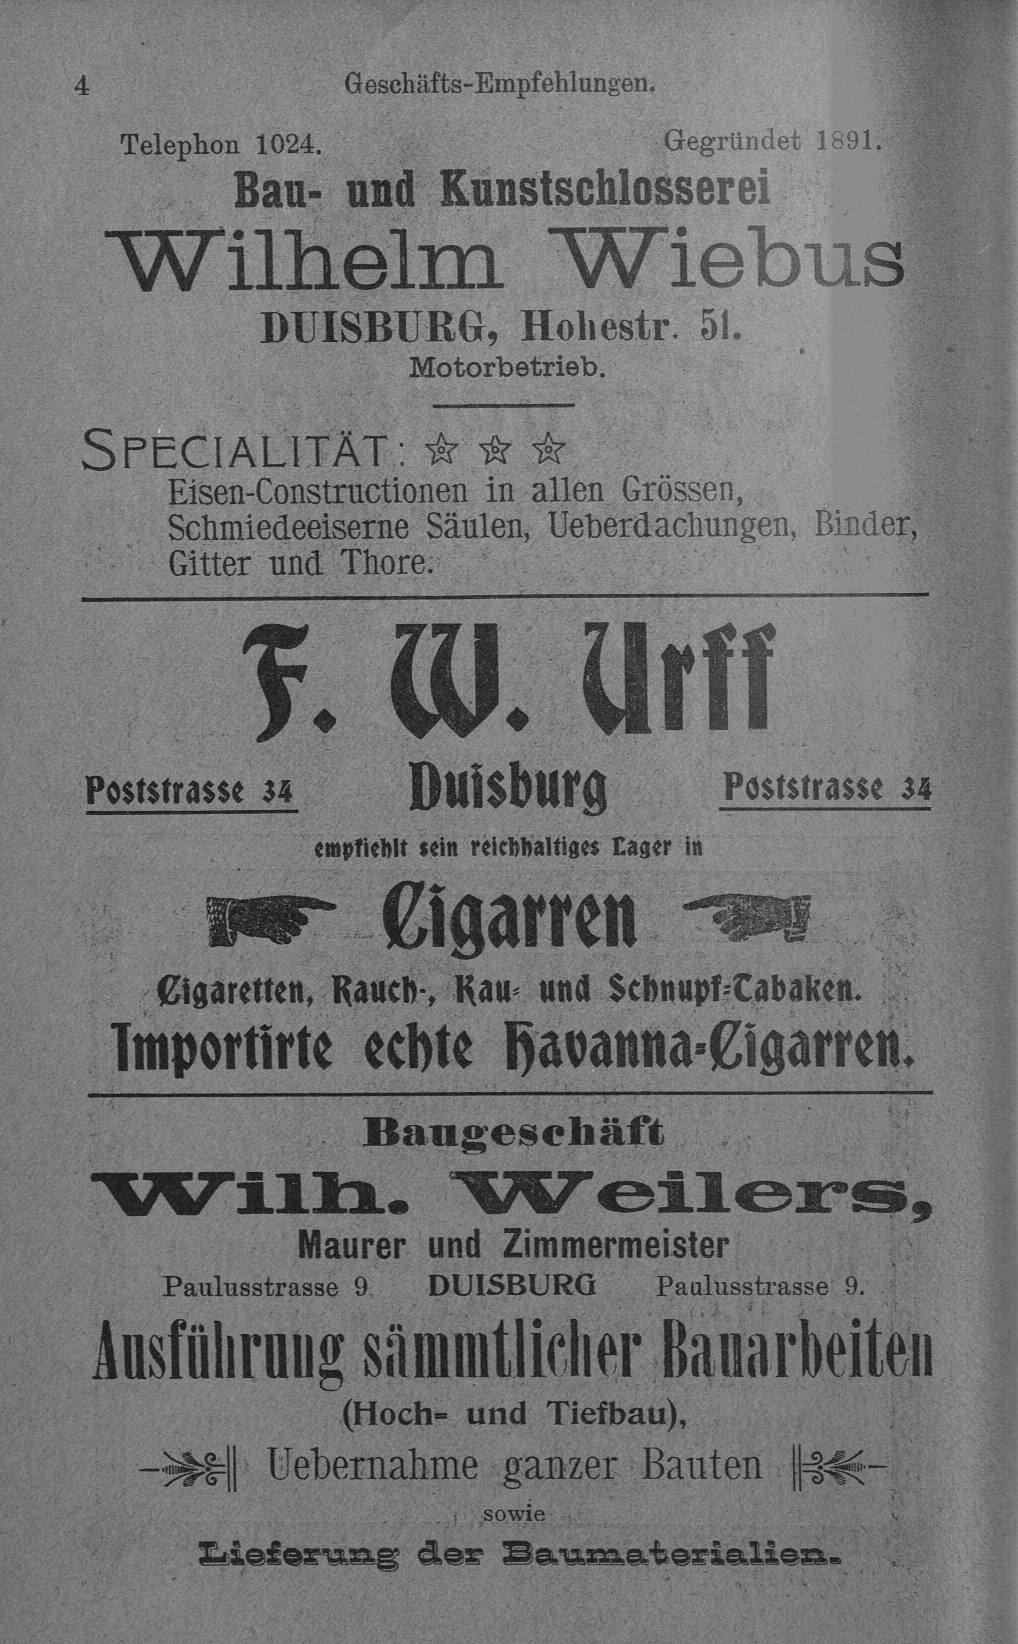 4
Geschäfts-Empfehlungen.
Telephon 1024.
Gegründet 1891.
Bau- und Kunstschlosserei
Wilhelm Wiebus
DUISBURG, Hohestr. 51.
Motorbetrieb.
SPECIALITÄT:
Eisen-Constructionen in allen Grössen,
Schmiedeeiserne Säulen, Ueberdachungen, Binder,
Gitter und Thore.
F. W. Urff
Poststrasse 34 Duisburg Poststrasse 34
empfiehlt sein reichhaltiges Lager in
Cigarren
Cigaretten, Rauch-, Kau- und Schnupf-Tabaken.
Importirte echte Havanna-Cigarren.
Baugeschäft
Wilh. Weilers,
Maurer und Zimmermeister
Paulusstrasse 9. DUISBURG Paulusstrasse 9.
Ausführung sämmtlicher Bauarbeiten
(Hoch- und Tiefbau),
Uebernahme ganzer Bauten
sowie
Lieferung der Baumaterialien.